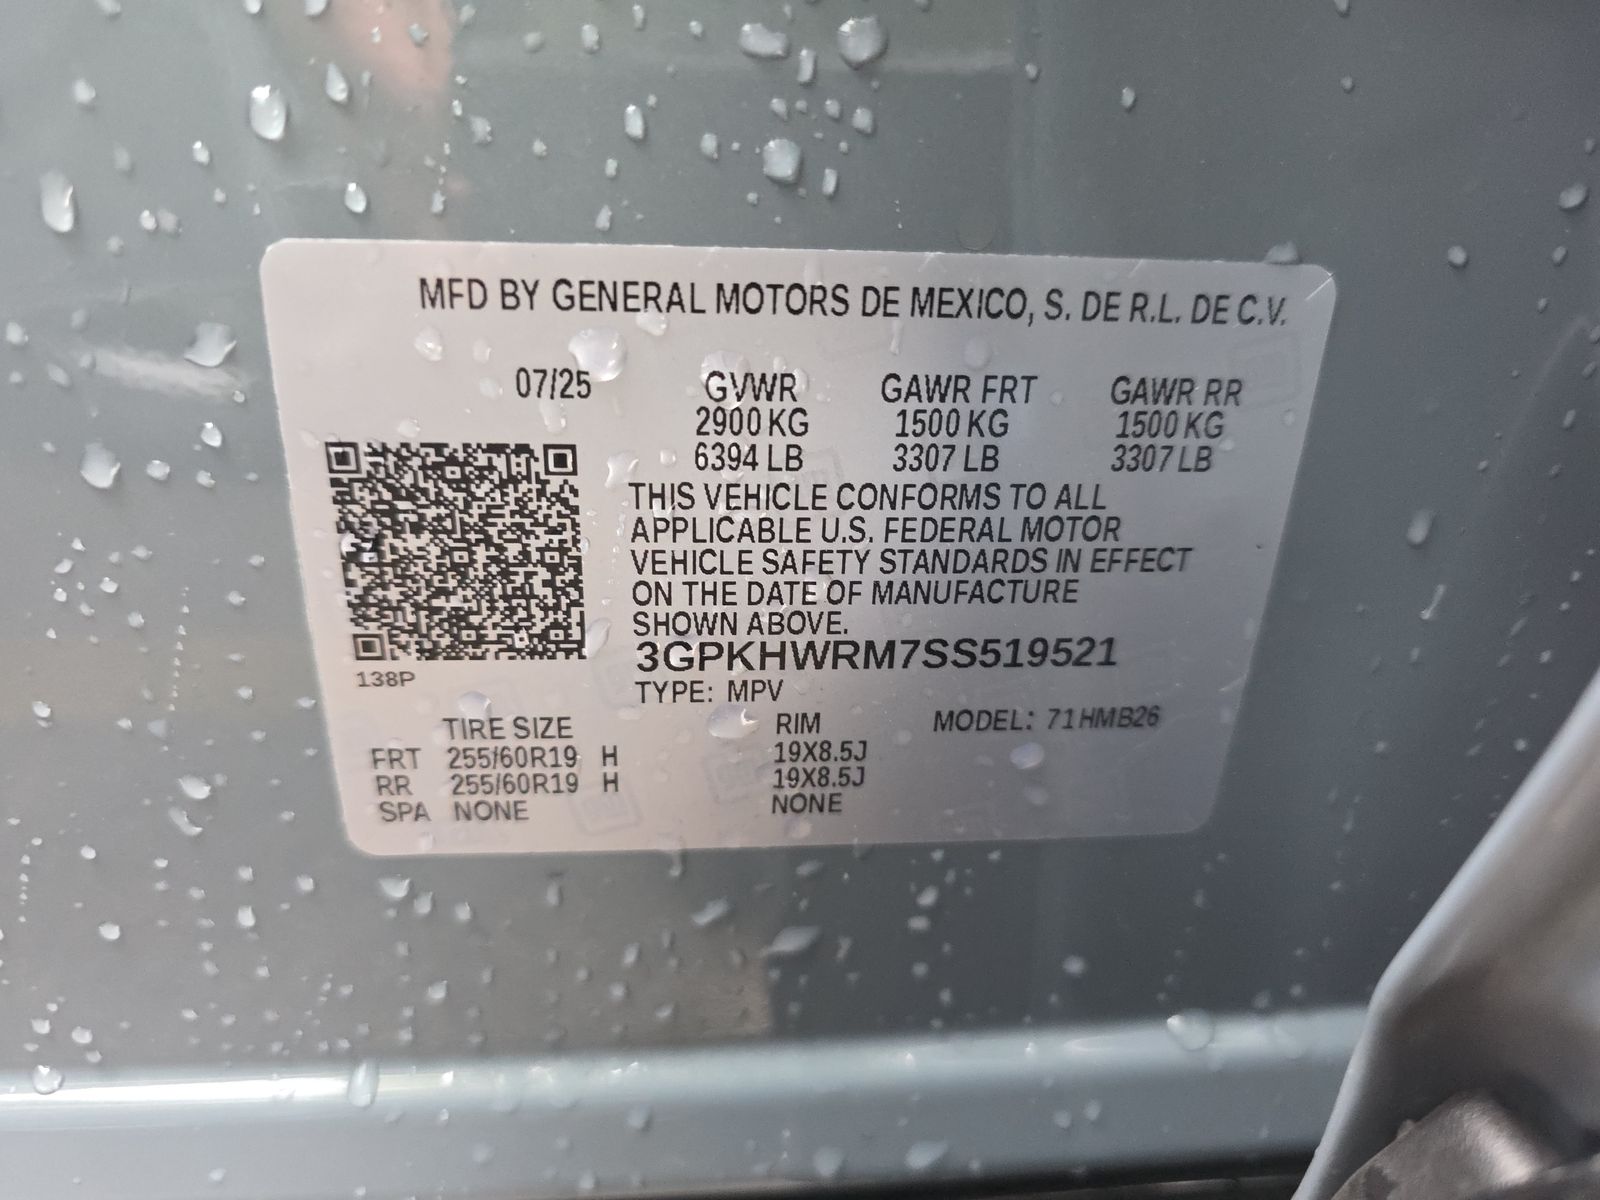 MFD BY GENERAL MOTORS DE MEXICO, S. DE R.L. DE C.V.
07/25 GVWR GAWR FRT GAWR RR
2900 KG 1500 KG 1500 KG
6394 LB 3307 LB 3307 LB
THIS VEHICLE CONFORMS TO ALL
APPLICABLE U.S. FEDERAL MOTOR
VEHICLE SAFETY STANDARDS IN EFFECT
ON THE DATE OF MANUFACTURE
SHOWN ABOVE.
3GPKHWRM7SS519521
138P
TYPE: MPV
TIRE SIZE RIM MODEL: 71HMB26
FRT 255/60R19 H 19X8.5J
RR 255/60R19 H 19X8.5J
SPA NONE NONE